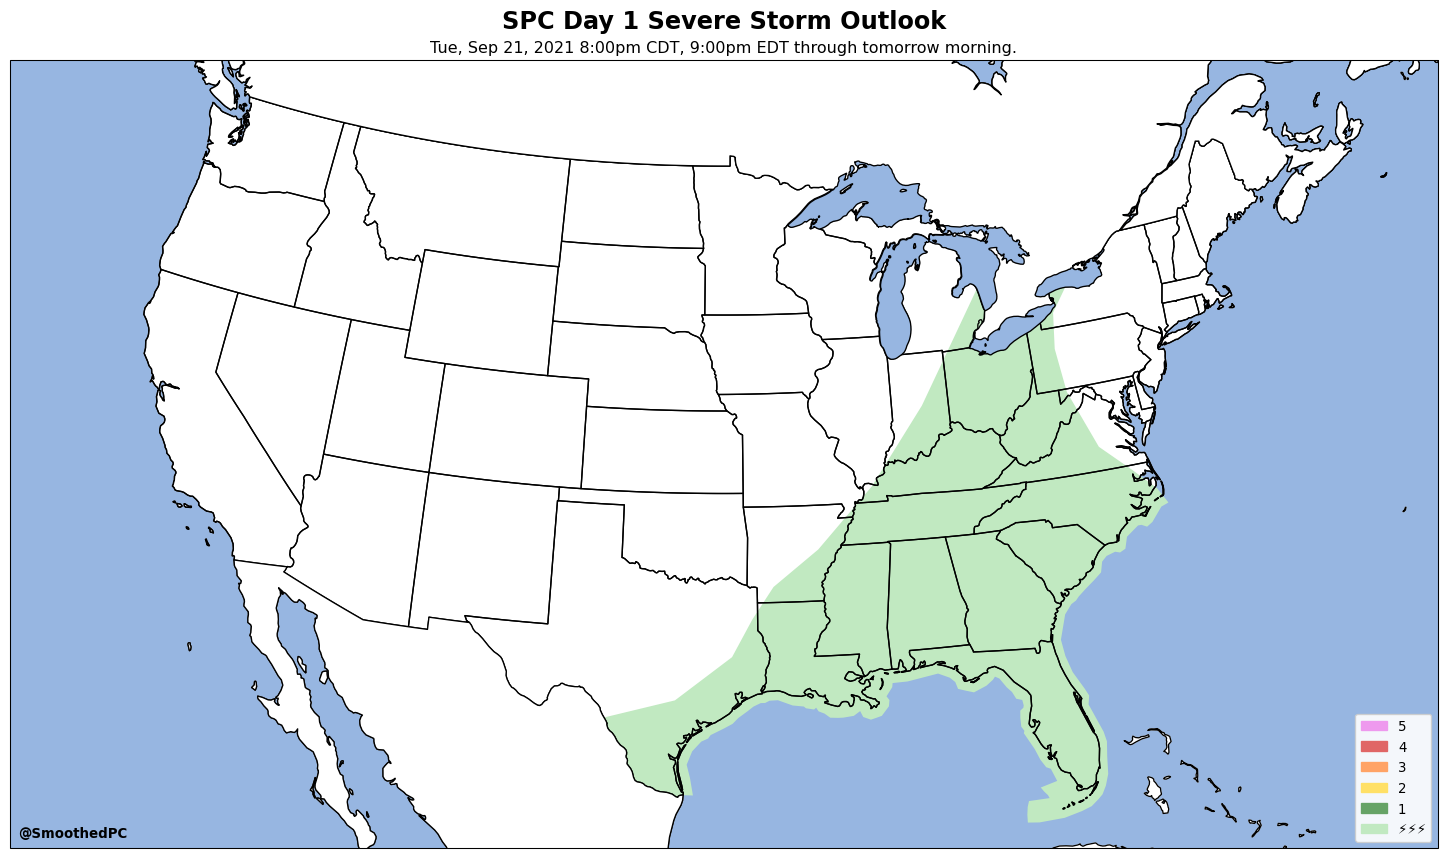 SPC Day 1 Severe Storm Outlook
Tue, Sep 21, 2021 8:00pm CDT, 9:00pm EDT through tomorrow morning.
5
4
3
2
1
⚡⚡⚡
@SmoothedPC